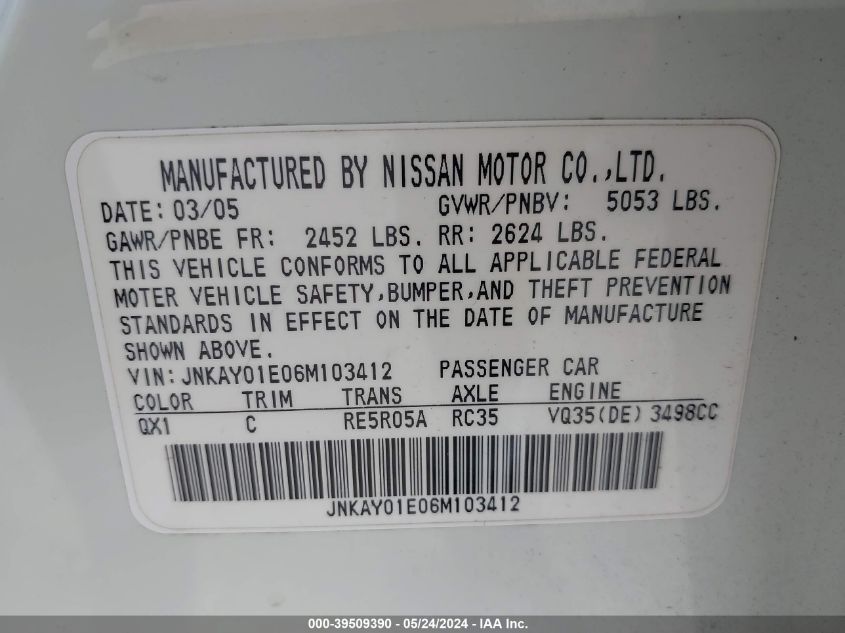 MANUFACTURED BY NISSAN MOTOR CO.,LTD.
DATE: 03/05 GVWR/PNBV: 5053 LBS.
GAWR/PNBE FR: 2452 LBS. RR: 2624 LBS.
THIS VEHICLE CONFORMS TO ALL APPLICABLE FEDERAL
MOTER VEHICLE SAFETY,BUMPER,AND THEFT PREVENTION
STANDARDS IN EFFECT ON THE DATE OF MANUFACTURE
SHOWN ABOVE.
VIN: JNKAY01E06M103412 PASSENGER CAR
COLOR TRIM TRANS AXLE ENGINE
QX1 C RE5R05A RC35 VQ35(DE) 3498CC
JNKAY01E06M103412
000-39509390 - 05/24/2024 - IAA Inc.